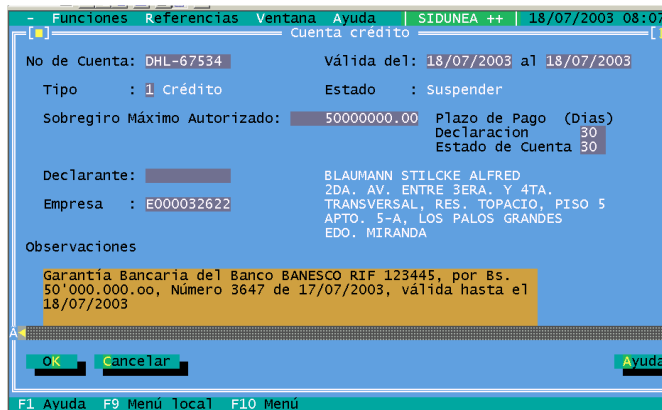 - Funciones Referencias Ventana Ayuda | SIDUNEA ++ | 18/07/2003 08:07
Cuenta crédito
No de Cuenta: DHL-67534 Válida del: 18/07/2003 al 18/07/2003
Tipo : 1 Crédito Estado : Suspender
Sobregiro Máximo Autorizado: 50000000.00 Plazo de Pago (Dias)
Declaracion 30
Estado de Cuenta 30
Declarante:
Empresa : E000032622
BLAUMANN STILCKE ALFRED
2DA. AV. ENTRE 3ERA. Y 4TA.
TRANSVERSAL, RES. TOPACIO, PISO 5
APTO. 5-A, LOS PALOS GRANDES
EDO. MIRANDA
Observaciones
Garantía Bancaria del Banco BANESCO RIF 123445, por Bs.
50'000.000.oo, Número 3647 de 17/07/2003, válida hasta el
18/07/2003
A
OK Cancelar Ayuda
F1 Ayuda F9 Menú local F10 Menú